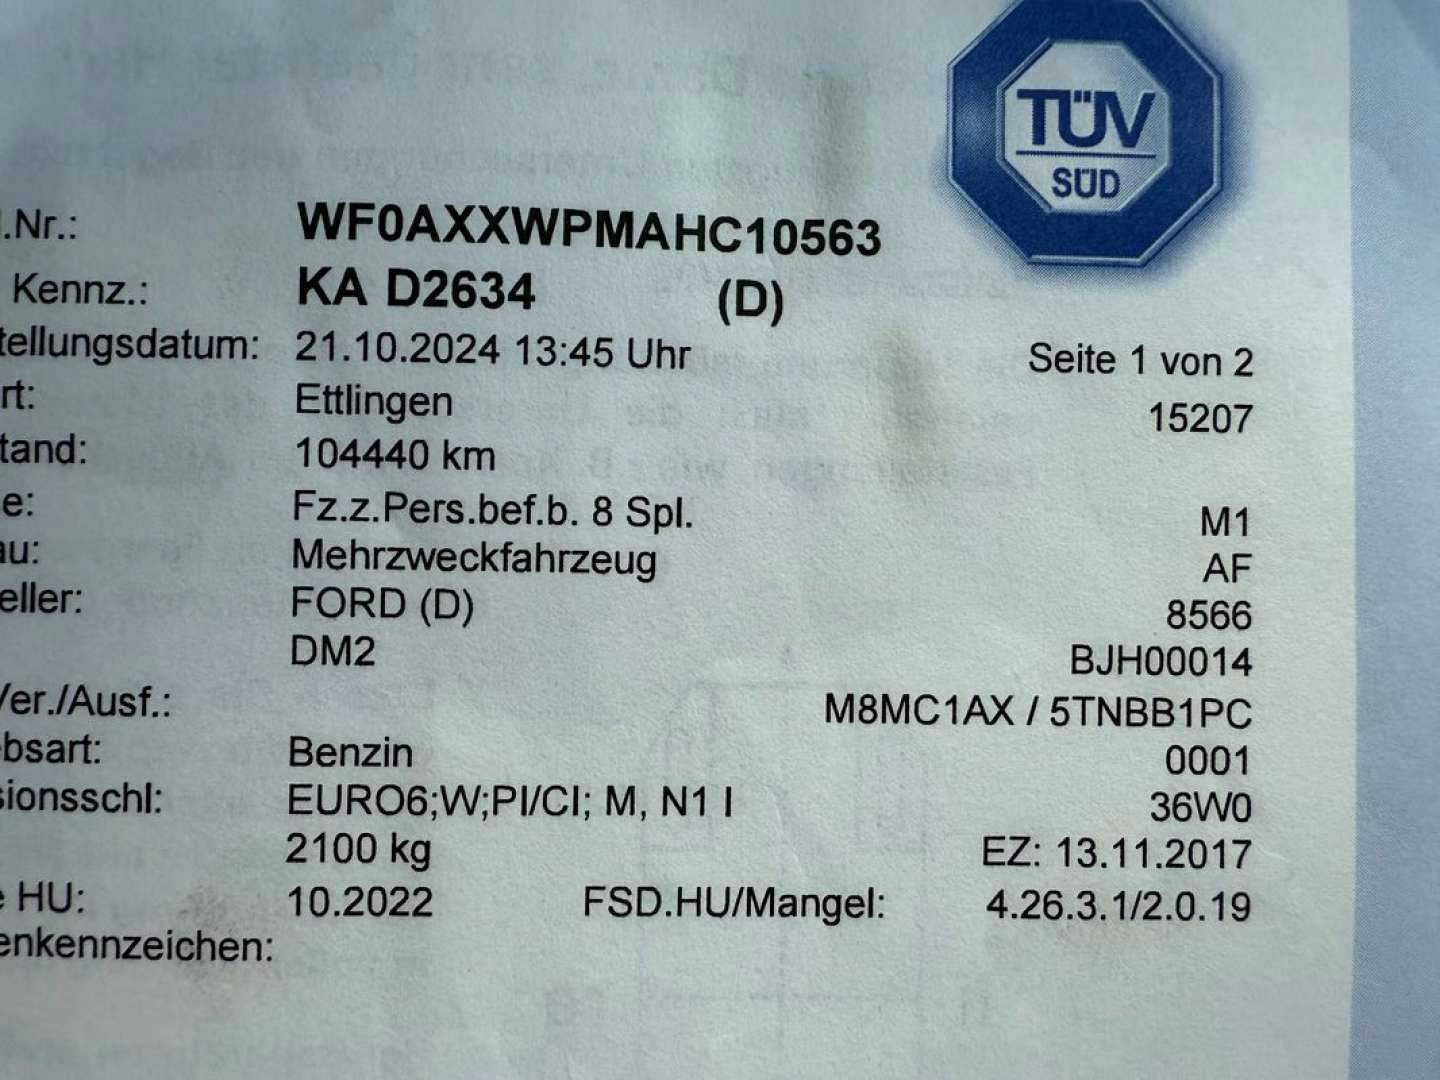 TÜV
SÜD
.Nr.: WF0AXXWPMAHC10563
Kennz.: KA D2634 (D)
tellungsdatum: 21.10.2024 13:45 Uhr Seite 1 von 2
rt: Ettlingen 15207
tand: 104440 km
e: Fz.z.Pers.bef.b. 8 Spl. M1
au: Mehrzweckfahrzeug AF
eller: FORD (D) 8566
DM2 BJH00014
Ver./Ausf.: M8MC1AX / 5TNBB1PC
ebsart: Benzin 0001
sionsschl: EURO6;W;PI/CI; M, N1 I 36W0
2100 kg EZ: 13.11.2017
e HU: 10.2022 FSD.HU/Mangel: 4.26.3.1/2.0.19
enkennzeichen: